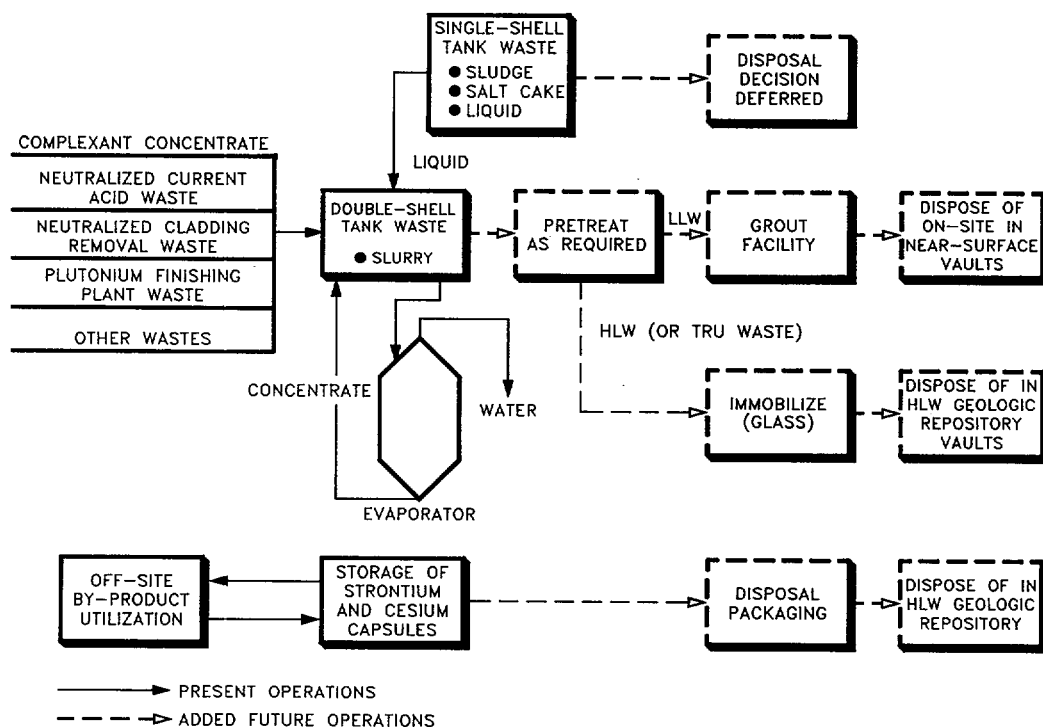 SINGLE-SHELL
TANK WASTE
● SLUDGE
● SALT CAKE
● LIQUID
DISPOSAL
DECISION
DEFERRED
COMPLEXANT CONCENTRATE
NEUTRALIZED CURRENT
ACID WASTE
NEUTRALIZED CLADDING
REMOVAL WASTE
PLUTONIUM FINISHING
PLANT WASTE
OTHER WASTES
LIQUID
DOUBLE-SHELL
TANK WASTE
● SLURRY
PRETREAT
AS REQUIRED
LLW
GROUT
FACILITY
DISPOSE OF
ON-SITE IN
NEAR-SURFACE
VAULTS
HLW (OR TRU WASTE)
CONCENTRATE
WATER
EVAPORATOR
IMMOBILIZE
(GLASS)
DISPOSE OF IN
HLW GEOLOGIC
REPOSITORY
VAULTS
OFF-SITE
BY-PRODUCT
UTILIZATION
STORAGE OF
STRONTIUM
AND CESIUM
CAPSULES
DISPOSAL
PACKAGING
DISPOSE OF IN
HLW GEOLOGIC
REPOSITORY
PRESENT OPERATIONS
ADDED FUTURE OPERATIONS